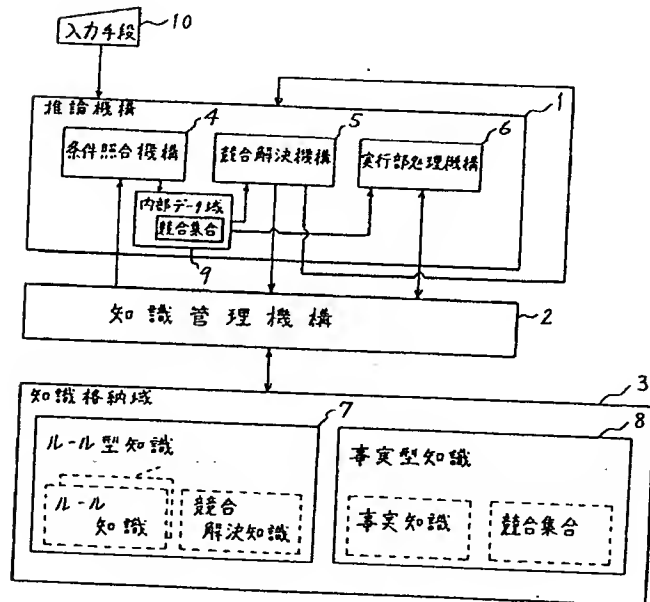 入力手段
10
推論機構
1
4
5
6
条件照合機構
競合解決機構
実行部処理機構
内部データ域
競合集合
9
知識管理機構
2
知識格納域
3
7
8
ルール型知識
事実型知識
ルール
知識
競合
解決知識
事実知識
競合集合